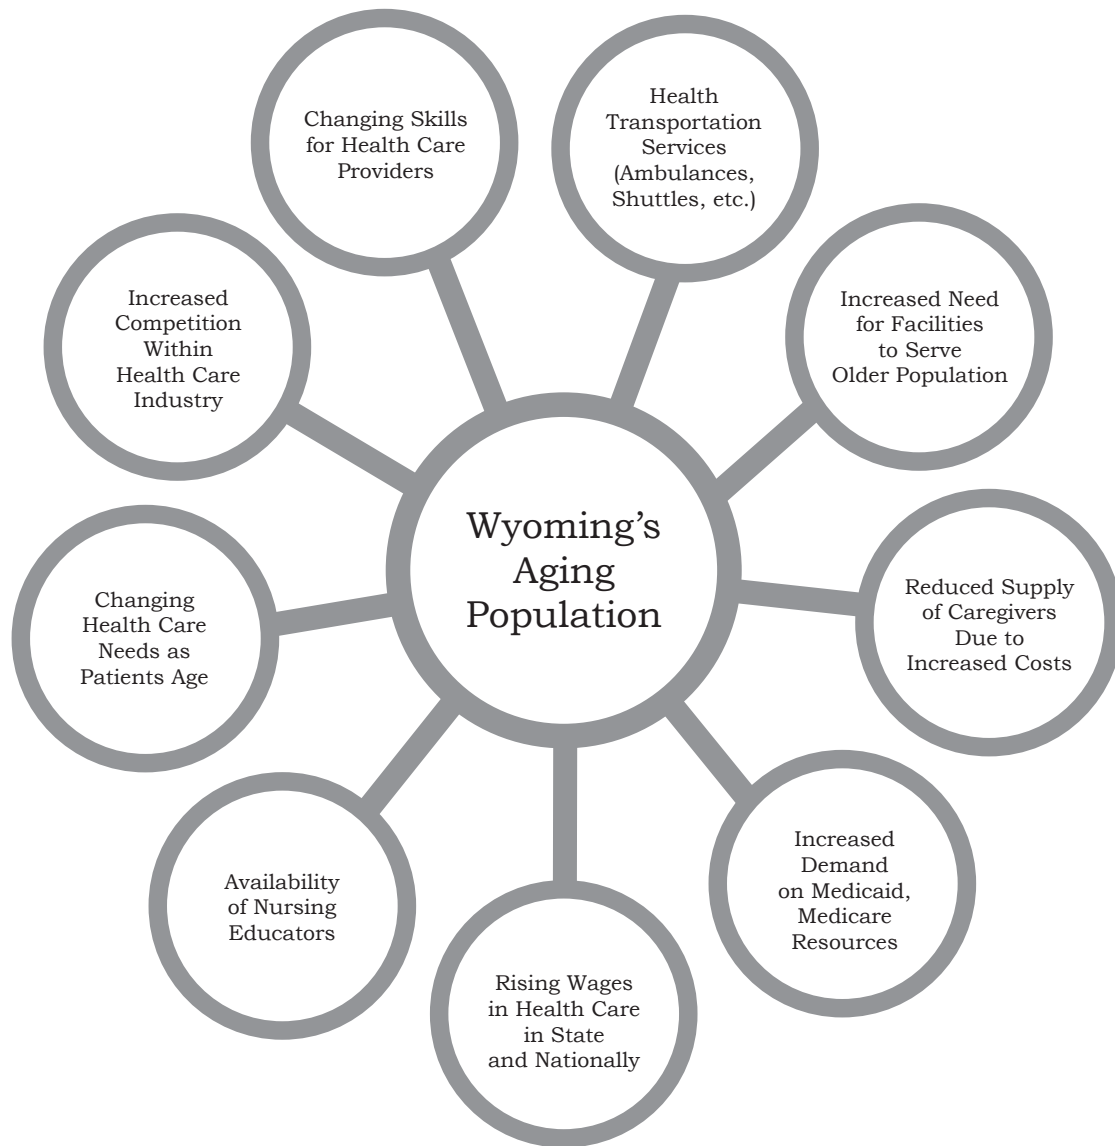 Changing Skills
for Health Care
Providers
Health
Transportation
Services
(Ambulances,
Shuttles, etc.)
Increased
Competition
Within
Health Care
Industry
Increased Need
for Facilities
to Serve
Older Population
Wyoming’s
Aging
Population
Changing
Health Care
Needs as
Patients Age
Reduced Supply
of Caregivers
Due to
Increased Costs
Availability
of Nursing
Educators
Rising Wages
in Health Care
in State
and Nationally
Increased
Demand
on Medicaid,
Medicare
Resources